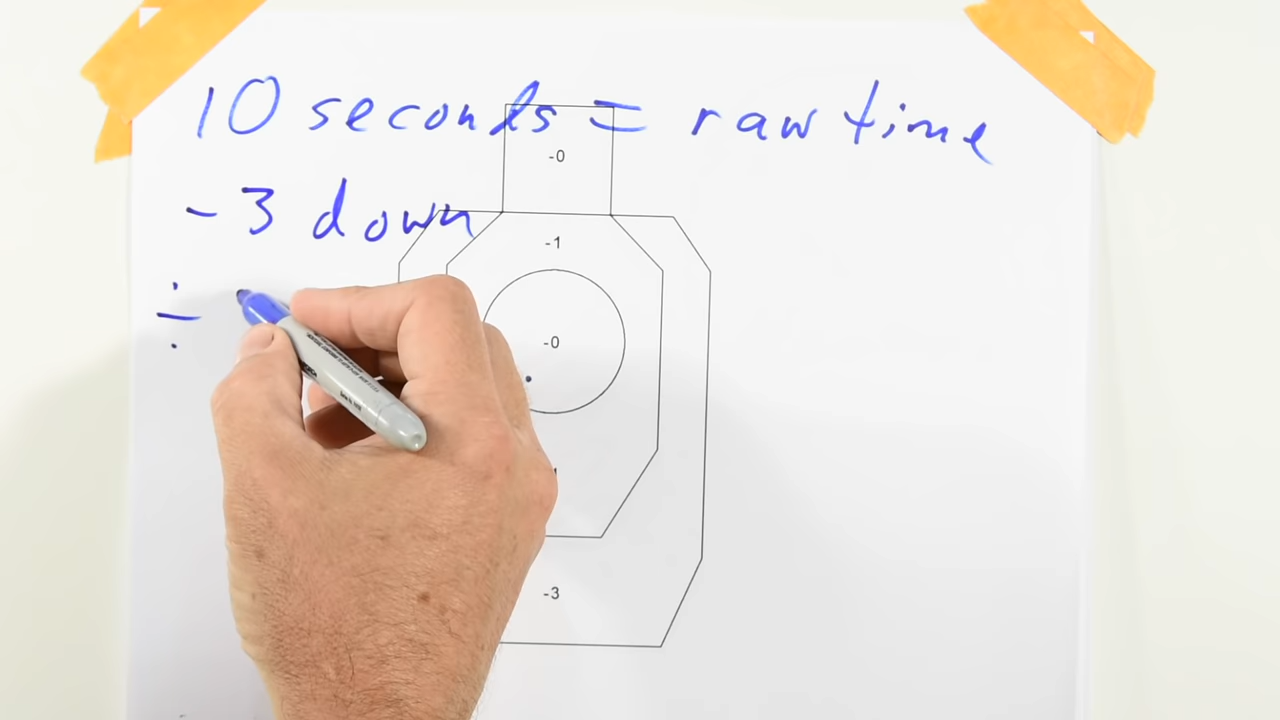 10 seconds = raw time
-0
-3 down
-1
÷
-0
-3